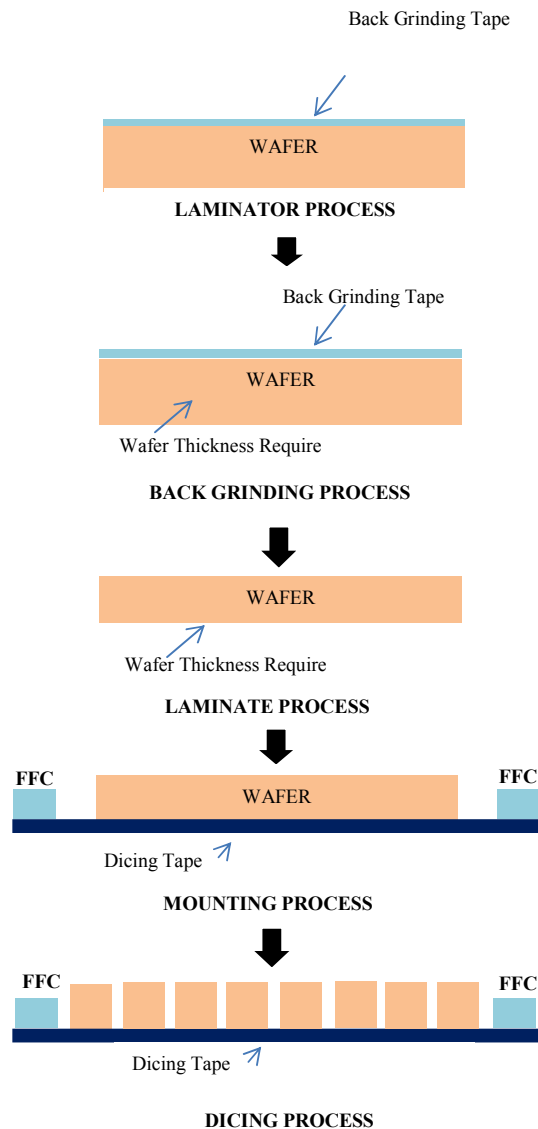 Back Grinding Tape
WAFER
LAMINATOR PROCESS
Back Grinding Tape
WAFER
Wafer Thickness Require
BACK GRINDING PROCESS
WAFER
Wafer Thickness Require
LAMINATE PROCESS
FFC
FFC
WAFER
Dicing Tape
MOUNTING PROCESS
FFC
FFC
Dicing Tape
DICING PROCESS